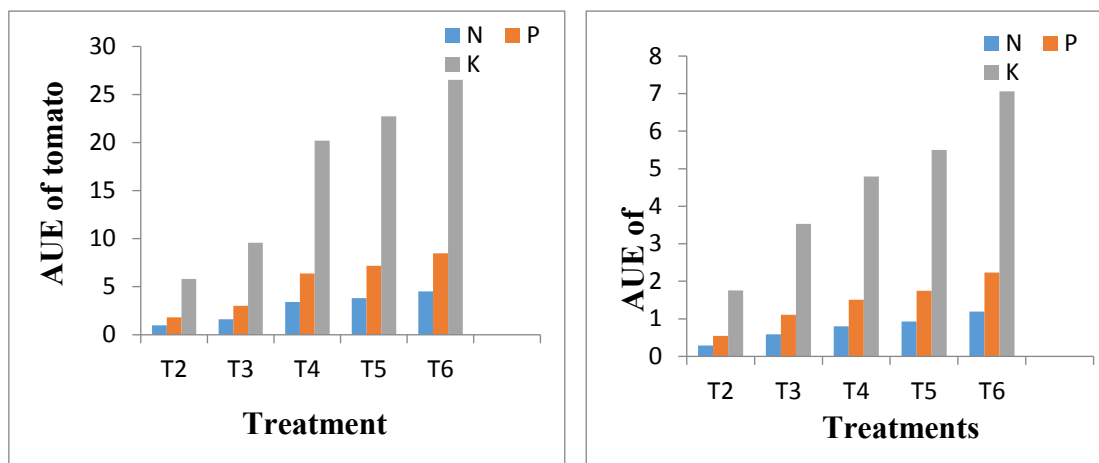 N P
K
30
25
20
15
10
5
0
AUE of tomato
T2 T3 T4 T5 T6
Treatment
N P
K
8
7
6
5
4
3
2
1
0
AUE of
T2 T3 T4 T5 T6
Treatments